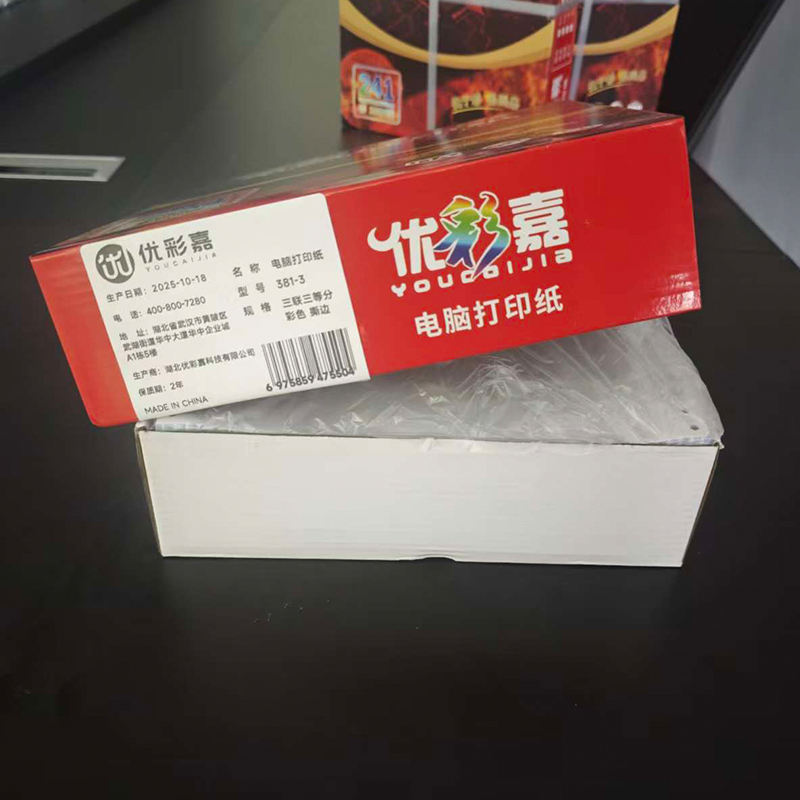 241
优彩嘉
YOUCAIJIA
生产日期：2025-10-18
电 话：400-800-7280
地 址：湖北省武汉市黄陂区
武湖街道华中大道华中企业城
A1栋5楼
生产商：湖北优彩嘉科技有限公司
保质期：2年
MADE IN CHINA
名 称 电脑打印纸
型 号 381-3
规 格 三联三等分
彩色 撕边
6 975859 475504
优彩嘉
YOUCAIJIA
电脑打印纸